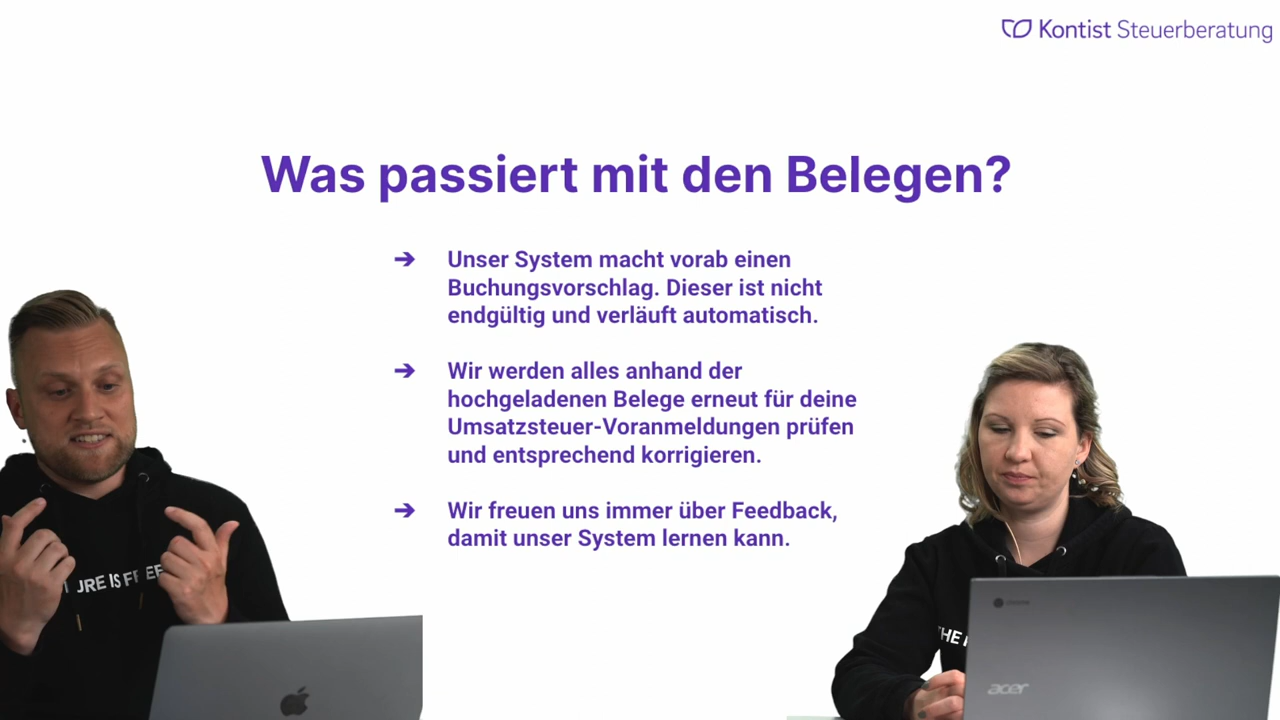 Kontist Steuerberatung
Was passiert mit den Belegen?
➔ Unser System macht vorab einen
Buchungsvorschlag. Dieser ist nicht
endgültig und verläuft automatisch.
➔ Wir werden alles anhand der
hochgeladenen Belege erneut für deine
Umsatzsteuer-Voranmeldungen prüfen
und entsprechend korrigieren.
➔ Wir freuen uns immer über Feedback,
damit unser System lernen kann.
IS
THE
acer